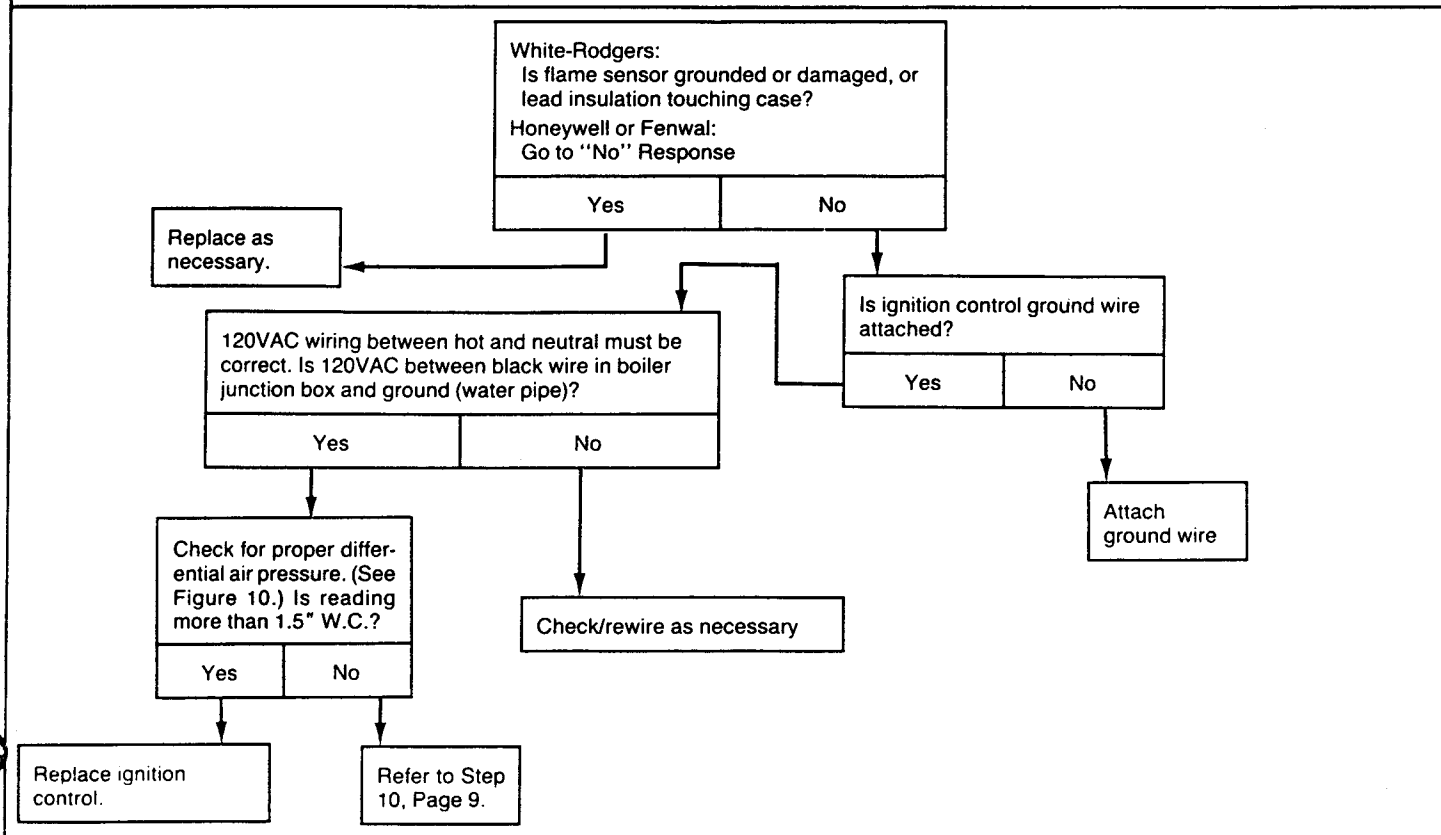 White-Rodgers:
Is flame sensor grounded or damaged, or
lead insulation touching case?
Honeywell or Fenwal:
Go to "No" Response
Yes
No
Replace as
necessary.
Is ignition control ground wire
attached?
Yes
No
120VAC wiring between hot and neutral must be
correct. Is 120VAC between black wire in boiler
junction box and ground (water pipe)?
Yes
No
Attach
ground wire
Check for proper differ-
ential air pressure. (See
Figure 10.) Is reading
more than 1.5" W.C.?
Yes
No
Check/rewire as necessary
Replace ignition
control.
Refer to Step
10, Page 9.